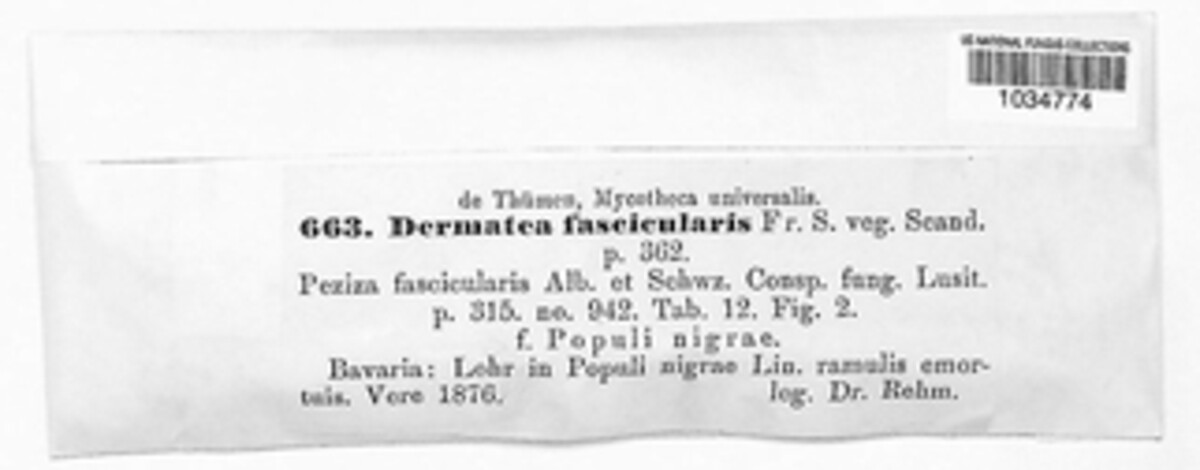 US NATIONAL FUNGUS COLLECTIONS
1034774
de Thümen, Mycotheca universalis.
663. Dermatea fascicularis Fr. S. veg. Scand.
p. 362.
Peziza fascicularis Alb. et Schwz. Consp. fung. Lusit.
p. 315. no. 942. Tab. 12. Fig. 2.
f. Populi nigrae.
Bavaria: Lohr in Populi nigrae Lin. ramulis emor-
tuis. Vere 1876. leg. Dr. Rehm.